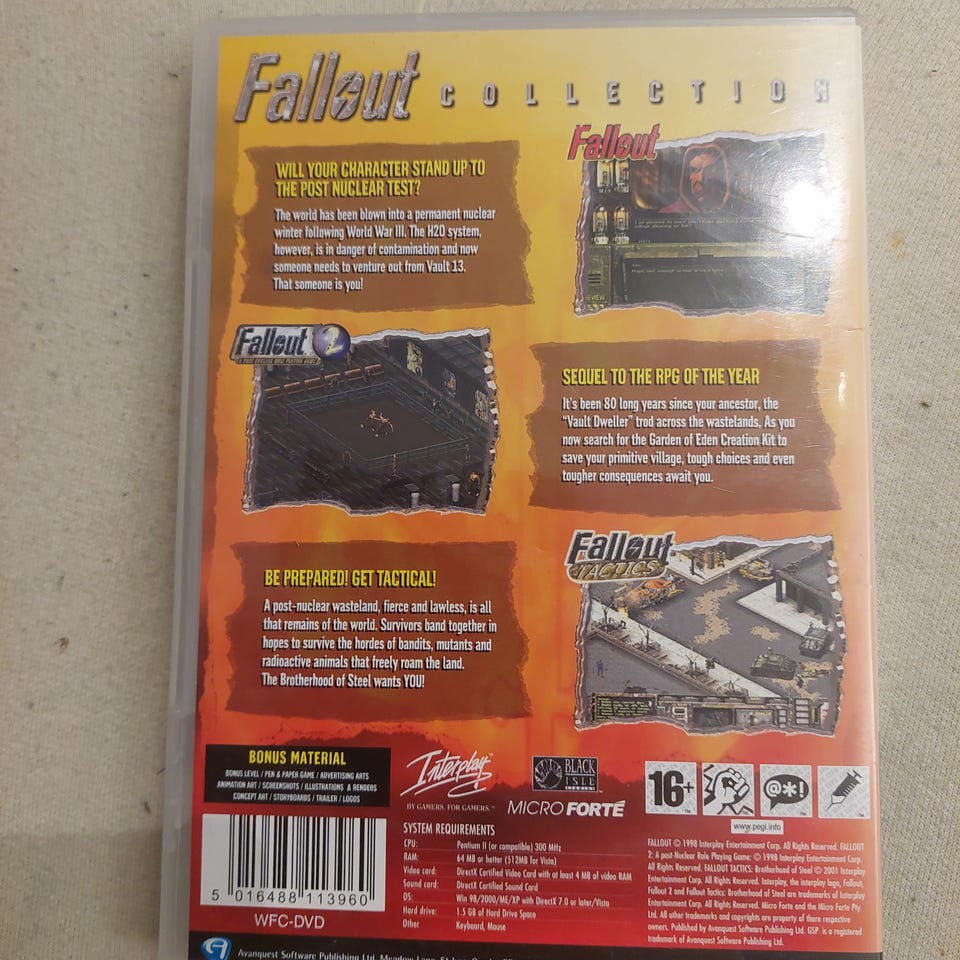 Fallout COLLECTION
WILL YOUR CHARACTER STAND UP TO
THE POST NUCLEAR TEST?
The world has been blown into a permanent nuclear
winter following World War III. The H20 system,
however, is in danger of contamination and now
someone needs to venture out from Vault 13.
That someone is you!
Fallout
REVIEW
Fallout 2
A POST NUCLEAR ROLE PLAYING GAME
SEQUEL TO THE RPG OF THE YEAR
It's been 80 long years since your ancestor, the
"Vault Dweller" trod across the wastelands. As you
now search for the Garden of Eden Creation Kit to
save your primitive village, tough choices and even
tougher consequences await you.
BE PREPARED! GET TACTICAL!
A post-nuclear wasteland, fierce and lawless, is all
that remains of the world. Survivors band together in
hopes to survive the hordes of bandits, mutants and
radioactive animals that freely roam the land.
The Brotherhood of Steel wants YOU!
Fallout
TACTICS
BONUS MATERIAL
BONUS LEVEL / PEN & PAPER GAME / ADVERTISING ARTS
ANIMATION ART / SCREENSHOTS / ILLUSTRATIONS & RENDERS
CONCEPT ART / STORYBOARDS / TRAILER / LOGOS
Interplay™
BY GAMERS. FOR GAMERS.™
BLACK
ISLE
MICRO FORTÉ
16+
@*!
www.pegi.info
5 016488 113960
WFC-DVD
SYSTEM REQUIREMENTS
CPU: Pentium II (or compatible) 300 MHz
RAM: 64 MB or better (512MB for Vista)
Video card: DirectX Certified Video Card with at least 4 MB of video RAM
Sound card: DirectX Certified Sound Card
OS: Win 98/2000/ME/XP with DirectX 7.0 or later/Vista
Hard drive: 1.5 GB of Hard Drive Space
Other Keyboard, Mouse
FALLOUT © 1998 Interplay Entertainment Corp. All Rights Reserved. FALLOUT
2: A post-Nuclear Role Playing Game: © 1998 Interplay Entertainment Corp.
All Rights Reserved. FALLOUT TACTICS: Brotherhood of Steel © 2001 Interplay
Entertainment Corp. All Rights Reserved. Interplay, the interplay logo, Fallout,
Fallout 2 and Fallout Tactics: Brotherhood of Steel are trademarks of Interplay
Entertainment Corp. All Rights Reserved. Micro Forte and the Micro Forte Pty
Ltd. All other trademarks and copyrights are property of there respective
owners. Published by Avanquest Software Publishing Ltd. GSP is a registered
trademark of Avanquest Software Publishing Ltd.
Avanquest Software Publishing Ltd.